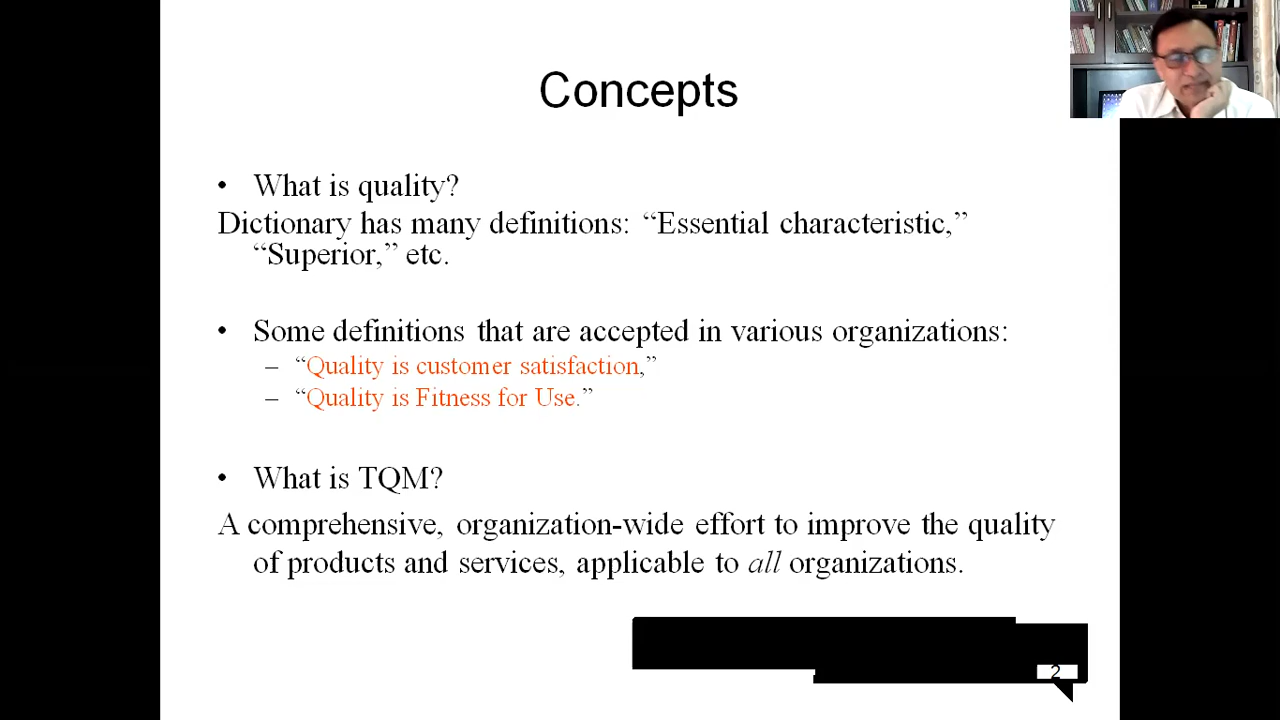 Concepts
• What is quality?
Dictionary has many definitions: “Essential characteristic,”
“Superior,” etc.
• Some definitions that are accepted in various organizations:
– “Quality is customer satisfaction,”
– “Quality is Fitness for Use.”
• What is TQM?
A comprehensive, organization-wide effort to improve the quality
of products and services, applicable to all organizations.
2